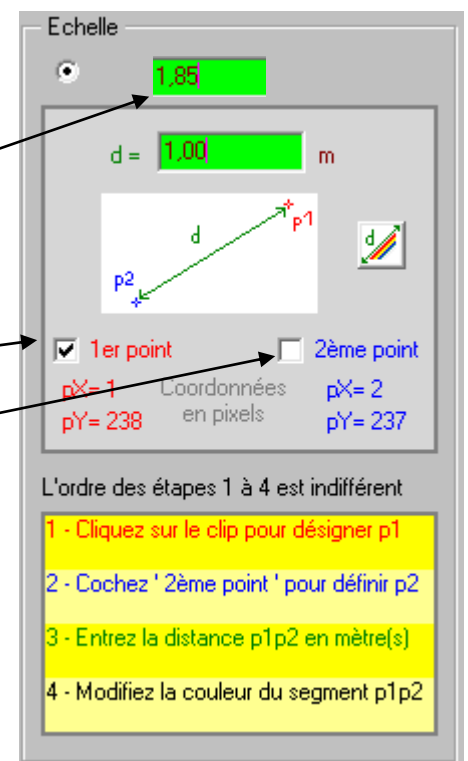 Echelle
1,85
d = 1,00 m
d
p1
p2
d
1er point 2ème point
pX= 1 Coordonnées pX= 2
pY= 238 en pixels pY= 237
L'ordre des étapes 1 à 4 est indifférent
1 - Cliquez sur le clip pour désigner p1
2 - Cochez ' 2ème point ' pour définir p2
3 - Entrez la distance p1p2 en mètre(s)
4 - Modifiez la couleur du segment p1p2